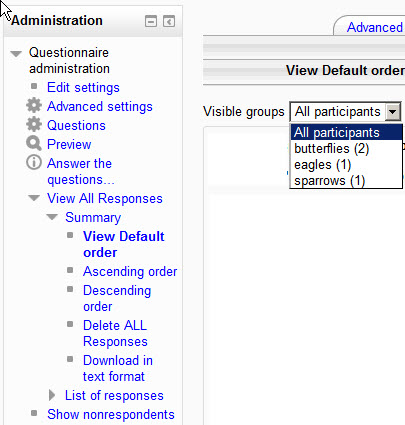 Administration
Questionnaire
administration
Edit settings
Advanced settings
Questions
Preview
Answer the
questions...
View All Responses
Summary
View Default
order
Ascending order
Descending
order
Delete ALL
Responses
Download in
text format
List of responses
Show nonrespondents
Advanced
View Default order
Visible groups All participants
All participants
butterflies (2)
eagles (1)
sparrows (1)